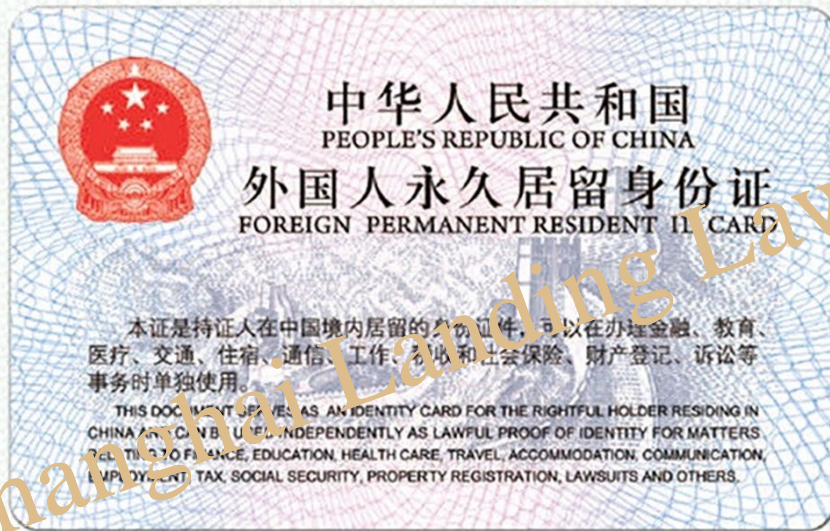 中华人民共和国
PEOPLE'S REPUBLIC OF CHINA
外国人永久居留身份证
FOREIGN PERMANENT RESIDENT ID CARD
本证是持证人在中国境内居留的身份证件，可以在办理金融、教育、
医疗、交通、住宿、通信、工作、税收和社会保险、财产登记、诉讼等
事务时单独使用。
THIS DOCUMENT SERVES AS AN IDENTITY CARD FOR THE RIGHTFUL HOLDER RESIDING IN
CHINA AND CAN BE USED INDEPENDENTLY AS LAWFUL PROOF OF IDENTITY FOR MATTERS
RELATING TO FINANCE, EDUCATION, HEALTH CARE, TRAVEL, ACCOMMODATION, COMMUNICATION,
EMPLOYMENT, TAX, SOCIAL SECURITY, PROPERTY REGISTRATION, LAWSUITS AND OTHERS.
hanghai Landing Law